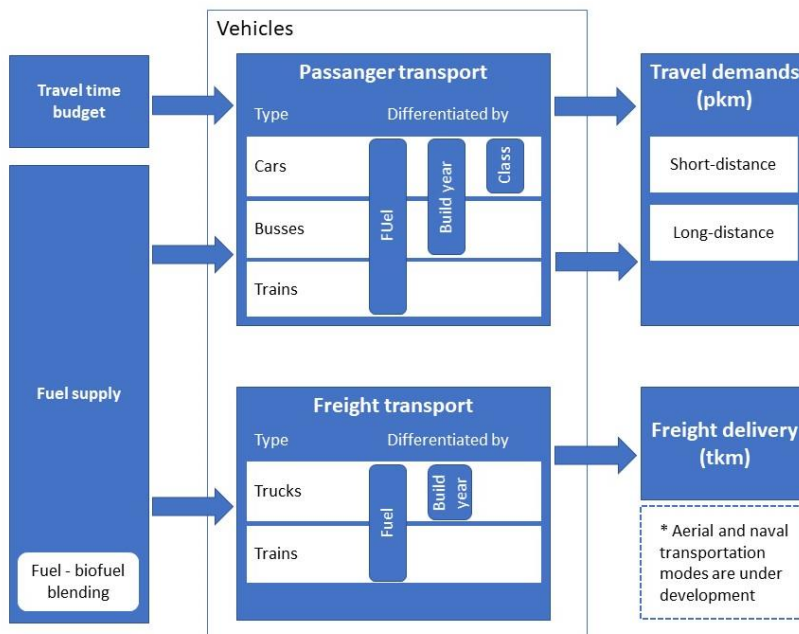 Vehicles
Travel time
budget
Fuel supply
Fuel - biofuel
blending
Passanger transport
Type Differentiated by
Cars
Busses
Trains
FUel
Build year
Class
Freight transport
Type Differentiated by
Trucks
Trains
Fuel
Build
year
Travel demands
(pkm)
Short-distance
Long-distance
Freight delivery
(tkm)
* Aerial and naval
transportation
modes are under
development